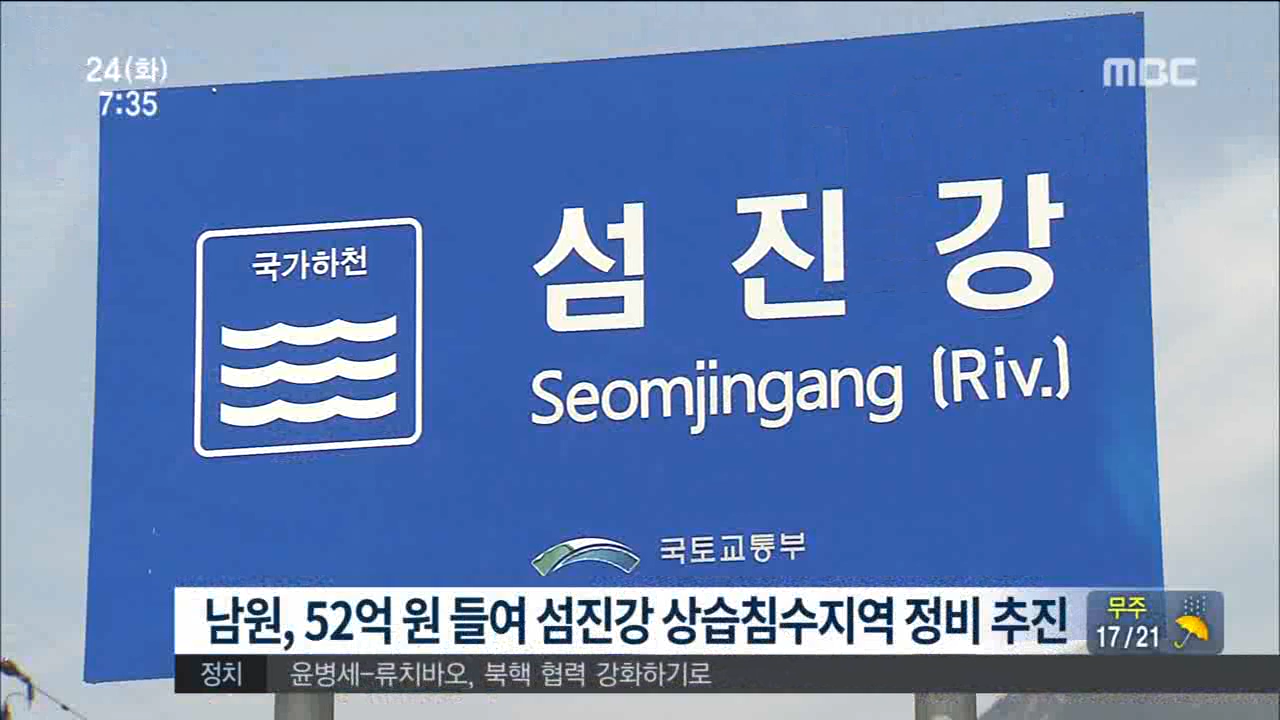 24(화)
7:35
MBC
국가하천
섬진강
Seomjingang (Riv.)
국토교통부
남원, 52억 원 들여 섬진강 상습침수지역 정비 추진
무주
17/21
정치 윤병세-류치바오, 북핵 협력 강화하기로